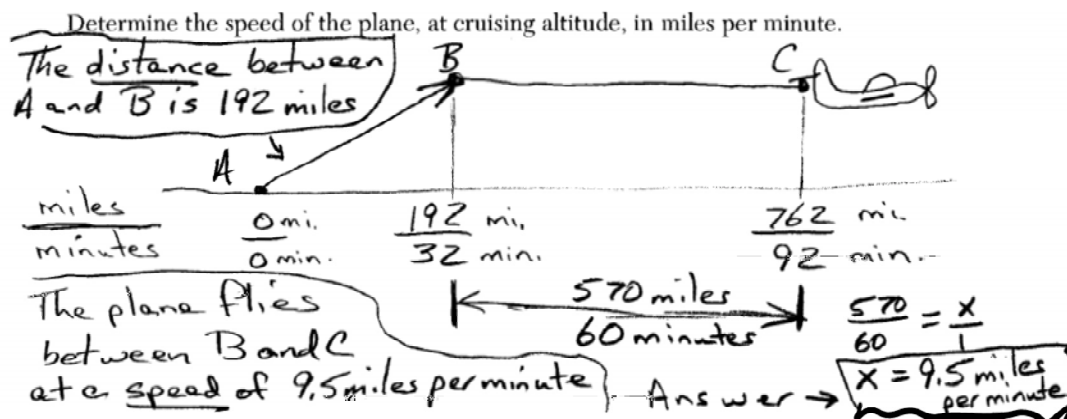 Determine the speed of the plane, at cruising altitude, in miles per minute.
The distance between
A and B is 192 miles
B
C
A
miles
minutes
0 mi.
0 min.
192 mi.
32 min.
762 mi.
92 min.
570 miles
60 minutes
The plane flies
between B and C
at a speed of 9.5 miles per minute
570 = x
60 1
Answer → x = 9.5 miles
per minute